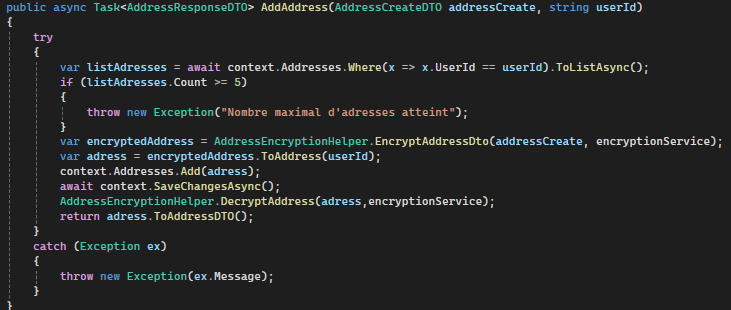 public async Task<AddressResponseDTO> AddAddress(AddressCreateDTO addressCreate, string userId)
{
try
{
var listAdresses = await context.Addresses.Where(x => x.UserId == userId).ToListAsync();
if (listAdresses.Count >= 5)
{
throw new Exception("Nombre maximal d'adresses atteint");
}
var encryptedAddress = AddressEncryptionHelper.EncryptAddressDto(addressCreate, encryptionService);
var adress = encryptedAddress.ToAddress(userId);
context.Addresses.Add(adress);
await context.SaveChangesAsync();
AddressEncryptionHelper.DecryptAddress(adress,encryptionService);
return adress.ToAddressDTO();
}
catch (Exception ex)
{
throw new Exception(ex.Message);
}
}